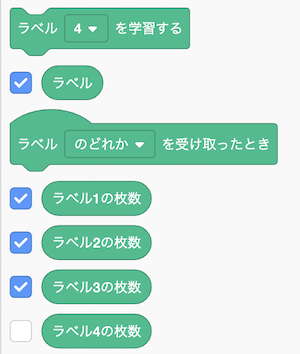 ラベル 4 を学習する
ラベル
ラベル のどれか を受け取ったとき
ラベル1の枚数
ラベル2の枚数
ラベル3の枚数
ラベル4の枚数